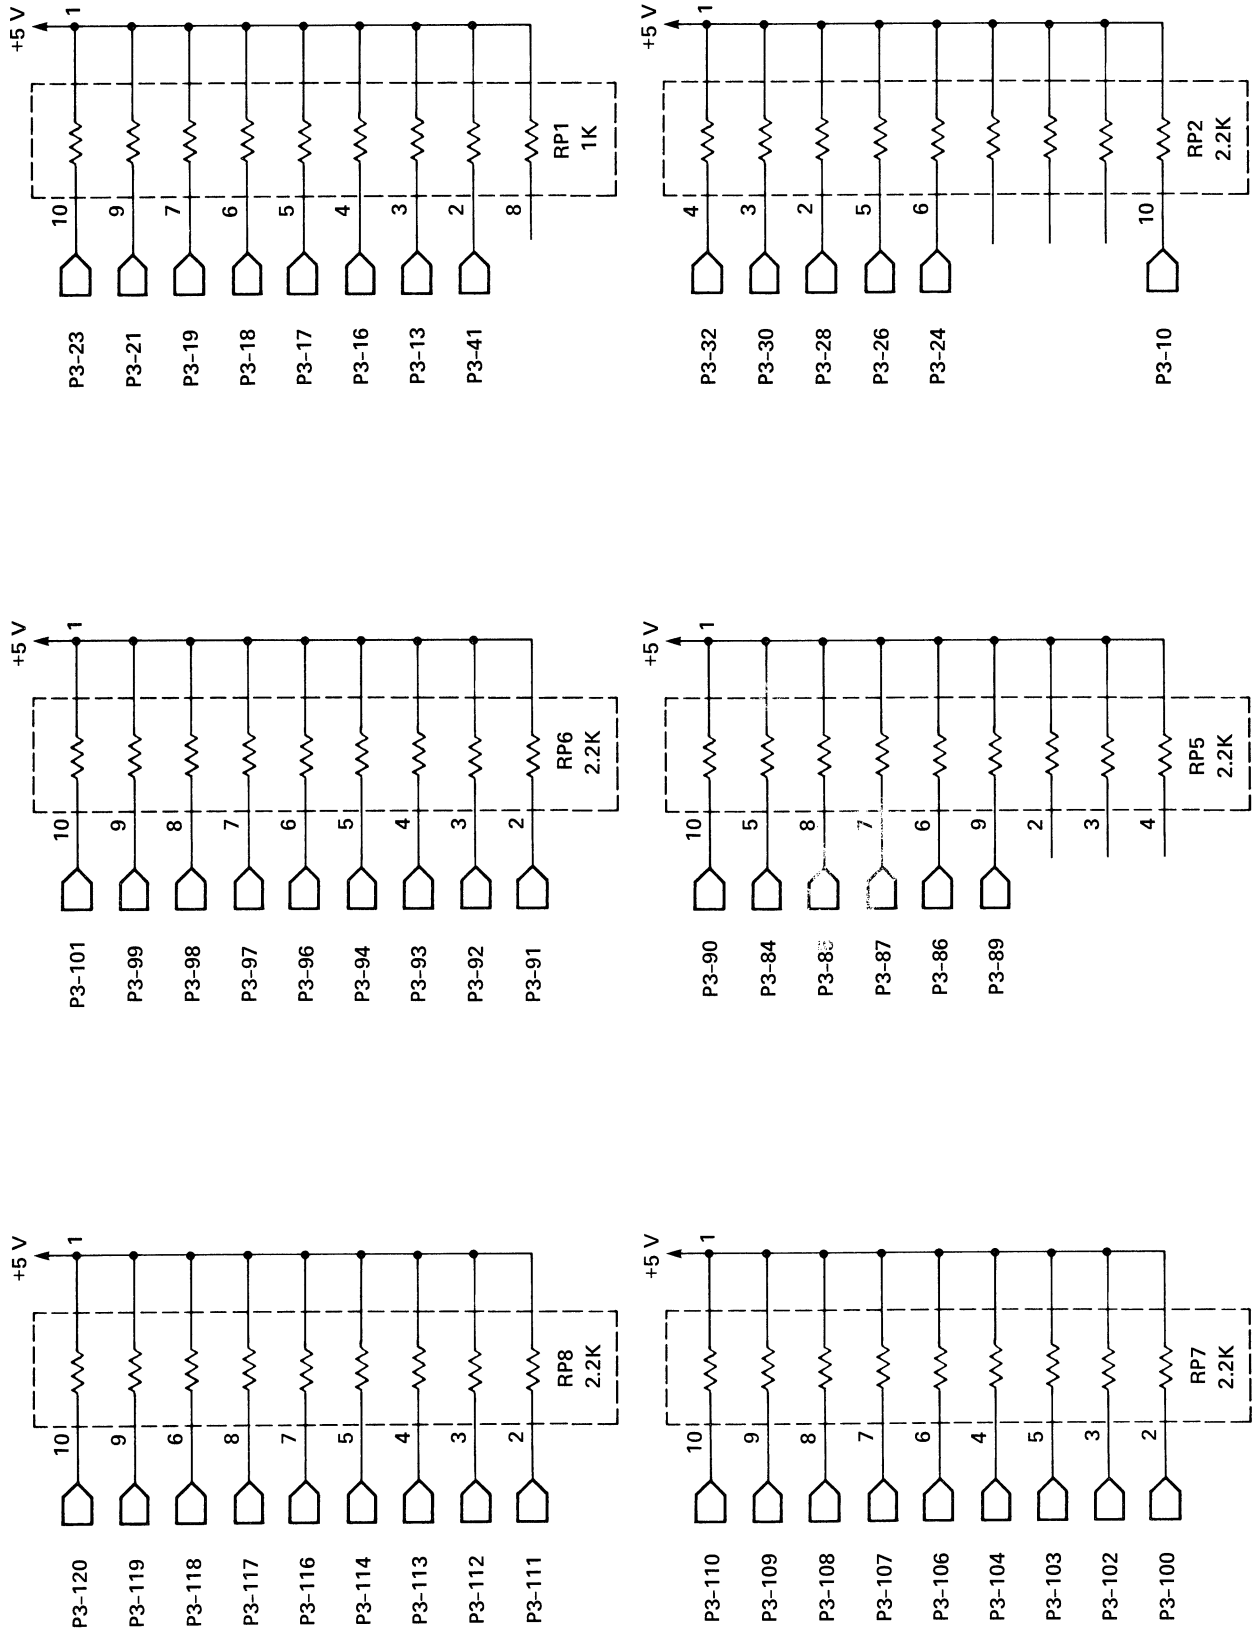 +5 V
1
RP1
1K
10
9
7
6
5
4
3
2
8
P3-23
P3-21
P3-19
P3-18
P3-17
P3-16
P3-13
P3-41
+5 V
1
RP2
2.2K
4
3
2
5
6
10
P3-32
P3-30
P3-28
P3-26
P3-24
P3-10
+5 V
1
RP6
2.2K
10
9
8
7
6
5
4
3
2
P3-101
P3-99
P3-98
P3-97
P3-96
P3-94
P3-93
P3-92
P3-91
+5 V
1
RP5
2.2K
10
5
8
7
6
9
2
3
4
P3-90
P3-84
P3-87
P3-86
P3-89
+5 V
1
RP8
2.2K
10
9
6
8
7
5
4
3
2
P3-120
P3-119
P3-118
P3-117
P3-116
P3-114
P3-113
P3-112
P3-111
+5 V
1
RP7
2.2K
10
9
8
7
6
4
5
3
2
P3-110
P3-109
P3-108
P3-107
P3-106
P3-104
P3-103
P3-102
P3-100